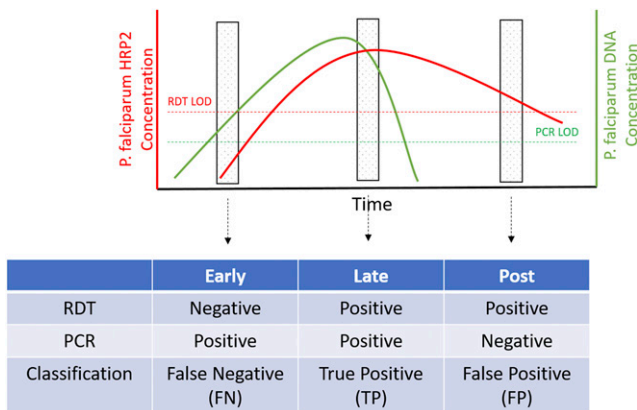 P. falciparum HRP2
Concentration
RDT LOD
PCR LOD
P. falciparum DNA
Concentration
Time
Early Late Post
RDT Negative Positive Positive
PCR Positive Positive Negative
Classification False Negative True Positive False Positive
(FN) (TP) (FP)